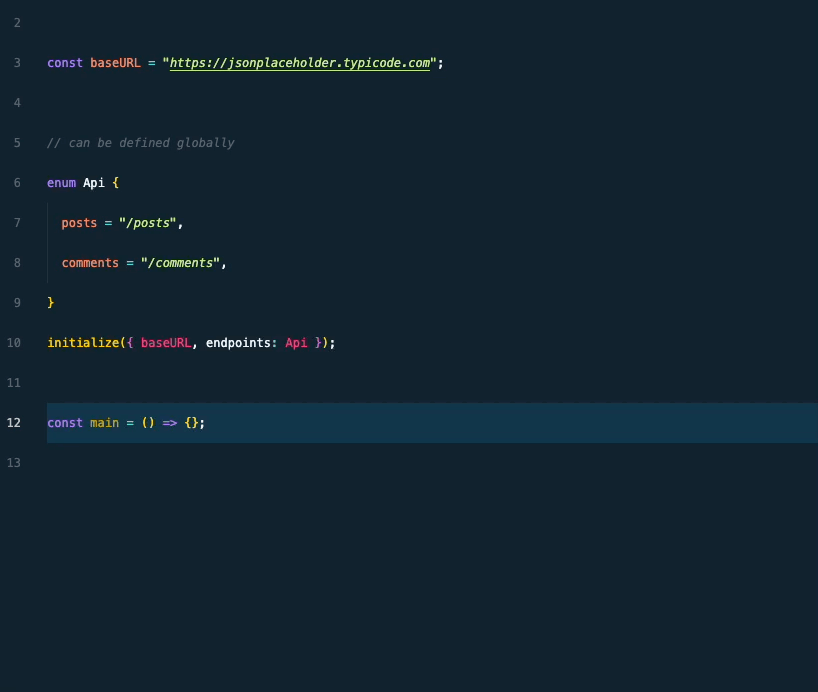 2
3 const baseURL = "https://jsonplaceholder.typicode.com";
4
5 // can be defined globally
6 enum Api {
7 posts = "/posts",
8 comments = "/comments",
9 }
10 initialize({ baseURL, endpoints: Api });
11
12 const main = () => {};
13